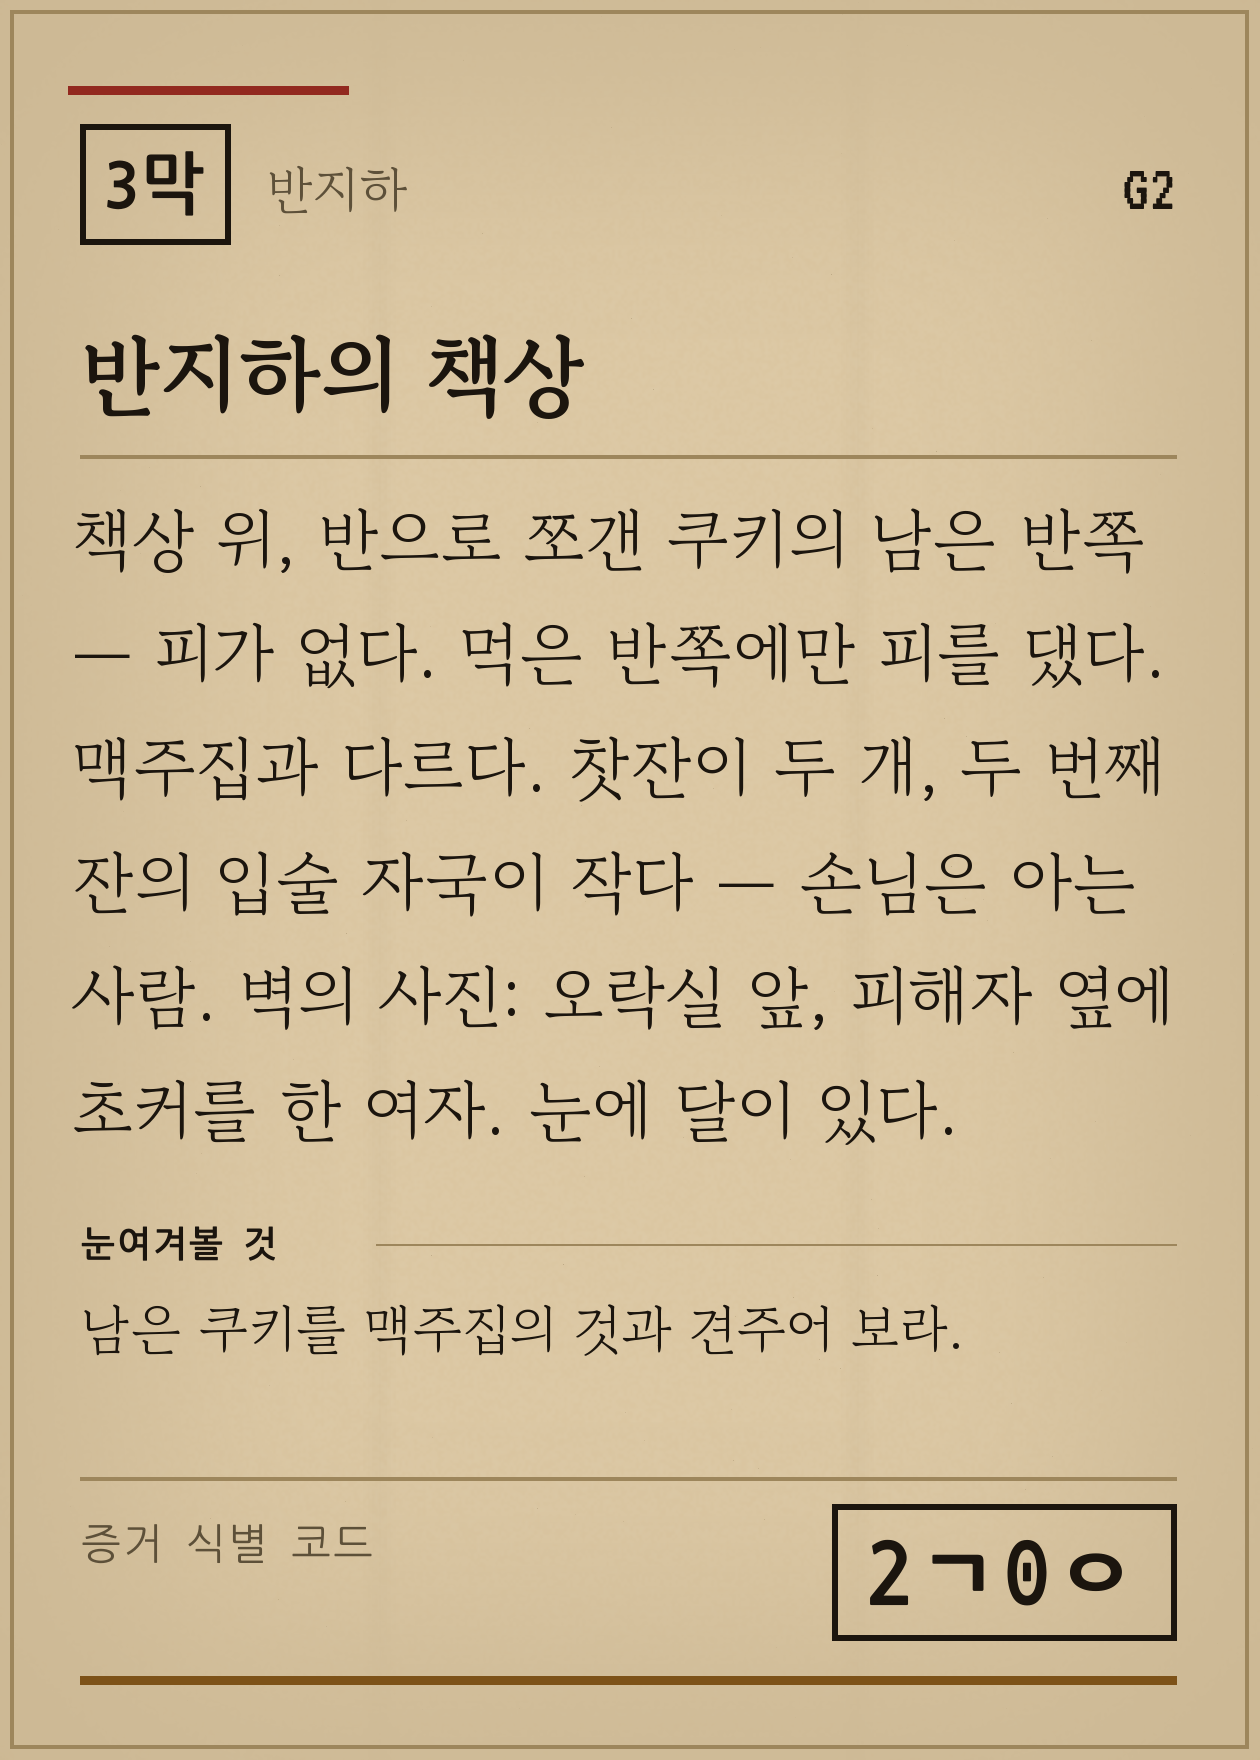 3막 반지하 G2
반지하의 책상
책상 위, 반으로 쪼갠 쿠키의 남은 반쪽
— 피가 없다. 먹은 반쪽에만 피를 댔다.
맥주집과 다르다. 찻잔이 두 개, 두 번째
잔의 입술 자국이 작다 — 손님은 아는
사람. 벽의 사진: 오락실 앞, 피해자 옆에
초커를 한 여자. 눈에 달이 있다.
눈여겨볼 것
남은 쿠키를 맥주집의 것과 견주어 보라.
증거 식별 코드
2ㄱ0ㅇ